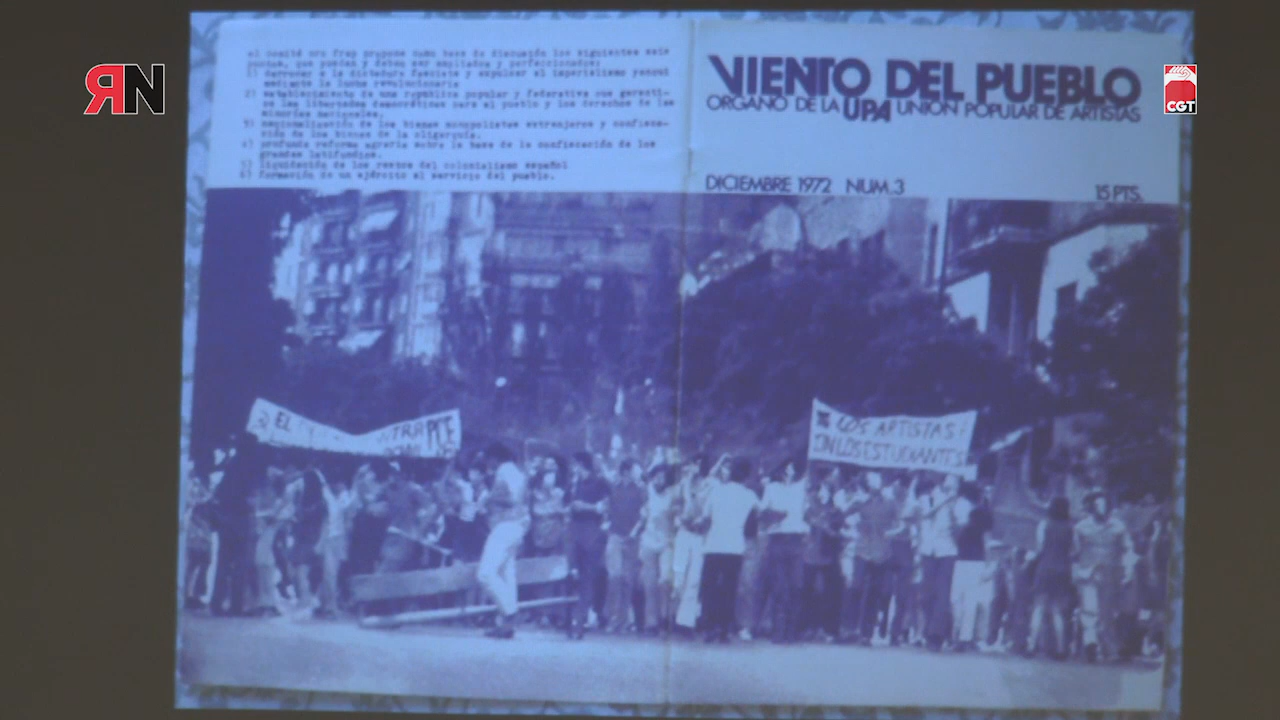 ЯN
CGT
el comité pro frap propone como base de discusión los siguientes seis
puntos, que pueden y deben ser ampliados y perfeccionados:
1) derrocar a la dictadura fascista y expulsar al imperialismo yanqui
mediante la lucha revolucionaria
2) establecimiento de una república popular y federativa que garanti-
ce las libertades democráticas para el pueblo y los derechos de las
minorías nacionales.
3) nacionalización de los bienes monopolistas extranjeros y confisca-
ción de los bienes de la oligarquía.
4) profunda reforma agraria sobre la base de la confiscación de los
grandes latifundios.
5) liquidación de los restos del colonialismo español
6) formación de un ejército al servicio del pueblo.
VIENTO DEL PUEBLO
ORGANO DE LA UPA UNION POPULAR DE ARTISTAS
DICIEMBRE 1972 NUM.3
15 PTS.
EL TRA PCE
LOS ARTISTAS
CON LOS ESTUDIANTES